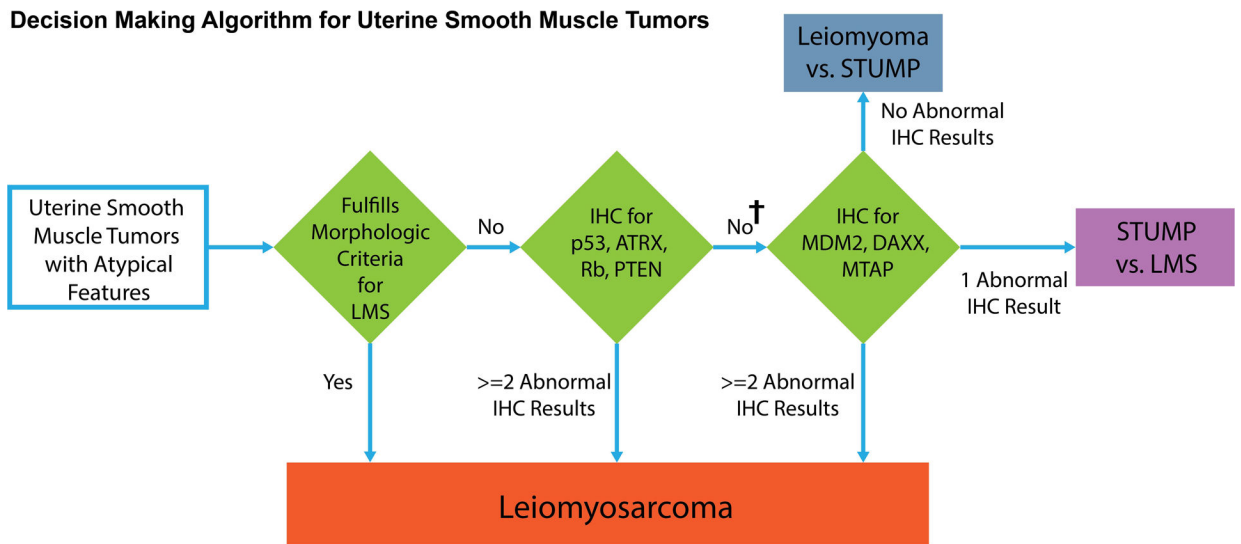 Decision Making Algorithm for Uterine Smooth Muscle Tumors
Uterine Smooth
Muscle Tumors
with Atypical
Features
Fulfills
Morphologic
Criteria
for
LMS
No
Yes
IHC for
p53, ATRX,
Rb, PTEN
No†
>=2 Abnormal
IHC Results
IHC for
MDM2, DAXX,
MTAP
>=2 Abnormal
IHC Results
No Abnormal
IHC Results
Leiomyoma
vs. STUMP
1 Abnormal
IHC Result
STUMP
vs. LMS
Leiomyosarcoma